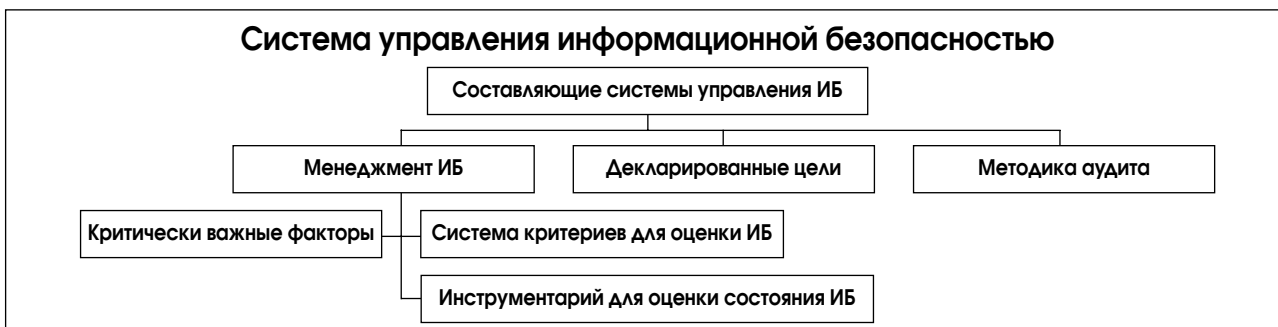 Система управления информационной безопасностью
Составляющие системы управления ИБ
Менеджмент ИБ
Декларированные цели
Методика аудита
Критически важные факторы
Система критериев для оценки ИБ
Инструментарий для оценки состояния ИБ